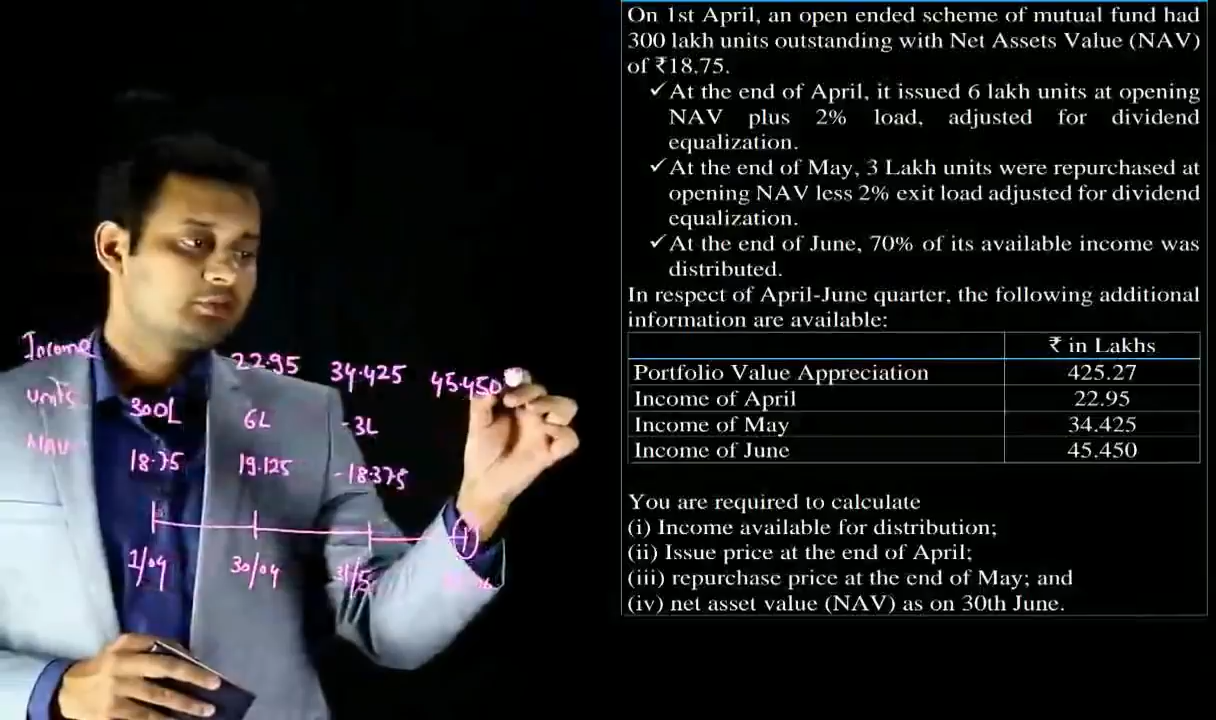 On 1st April, an open ended scheme of mutual fund had
300 lakh units outstanding with Net Assets Value (NAV)
of ₹18.75.
✓At the end of April, it issued 6 lakh units at opening
NAV plus 2% load, adjusted for dividend
equalization.
✓At the end of May, 3 Lakh units were repurchased at
opening NAV less 2% exit load adjusted for dividend
equalization.
✓At the end of June, 70% of its available income was
distributed.
In respect of April-June quarter, the following additional
information are available:
₹ in Lakhs
Portfolio Value Appreciation 425.27
Income of April 22.95
Income of May 34.425
Income of June 45.450
You are required to calculate
(i) Income available for distribution;
(ii) Issue price at the end of April;
(iii) repurchase price at the end of May; and
(iv) net asset value (NAV) as on 30th June.
Income 22.95 34.425 45.450
Units 300L 6L -3L
NAV 18.75 19.125 -18.375
1/04 30/04 31/5